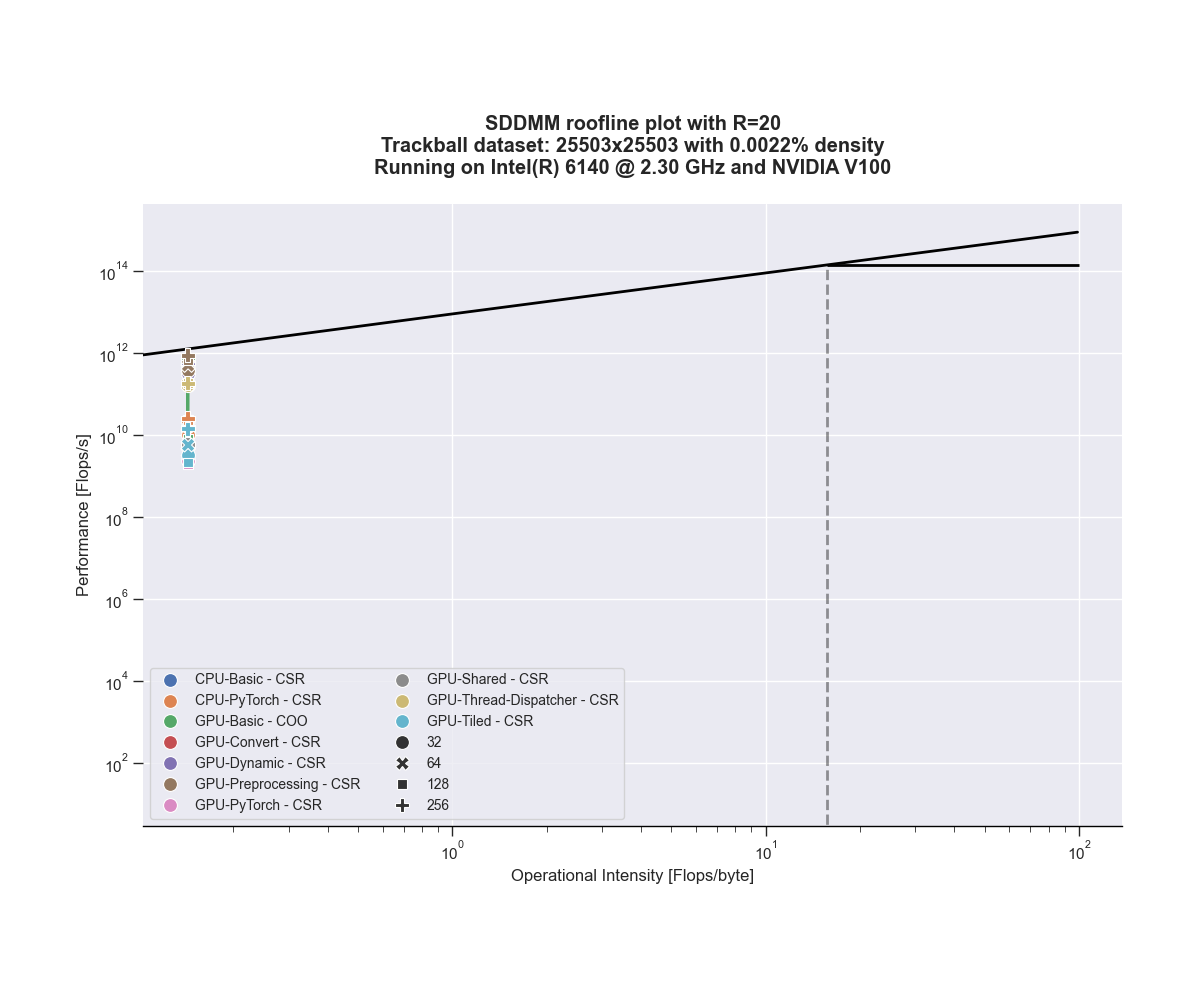 SDDMM roofline plot with R=20
Trackball dataset: 25503x25503 with 0.0022% density
Running on Intel(R) 6140 @ 2.30 GHz and NVIDIA V100
Performance [Flops/s]
10^14
10^12
10^10
10^8
10^6
10^4
10^2
CPU-Basic - CSR
CPU-PyTorch - CSR
GPU-Basic - COO
GPU-Convert - CSR
GPU-Dynamic - CSR
GPU-Preprocessing - CSR
GPU-PyTorch - CSR
GPU-Shared - CSR
GPU-Thread-Dispatcher - CSR
GPU-Tiled - CSR
32
64
128
256
10^0 10^1 10^2
Operational Intensity [Flops/byte]